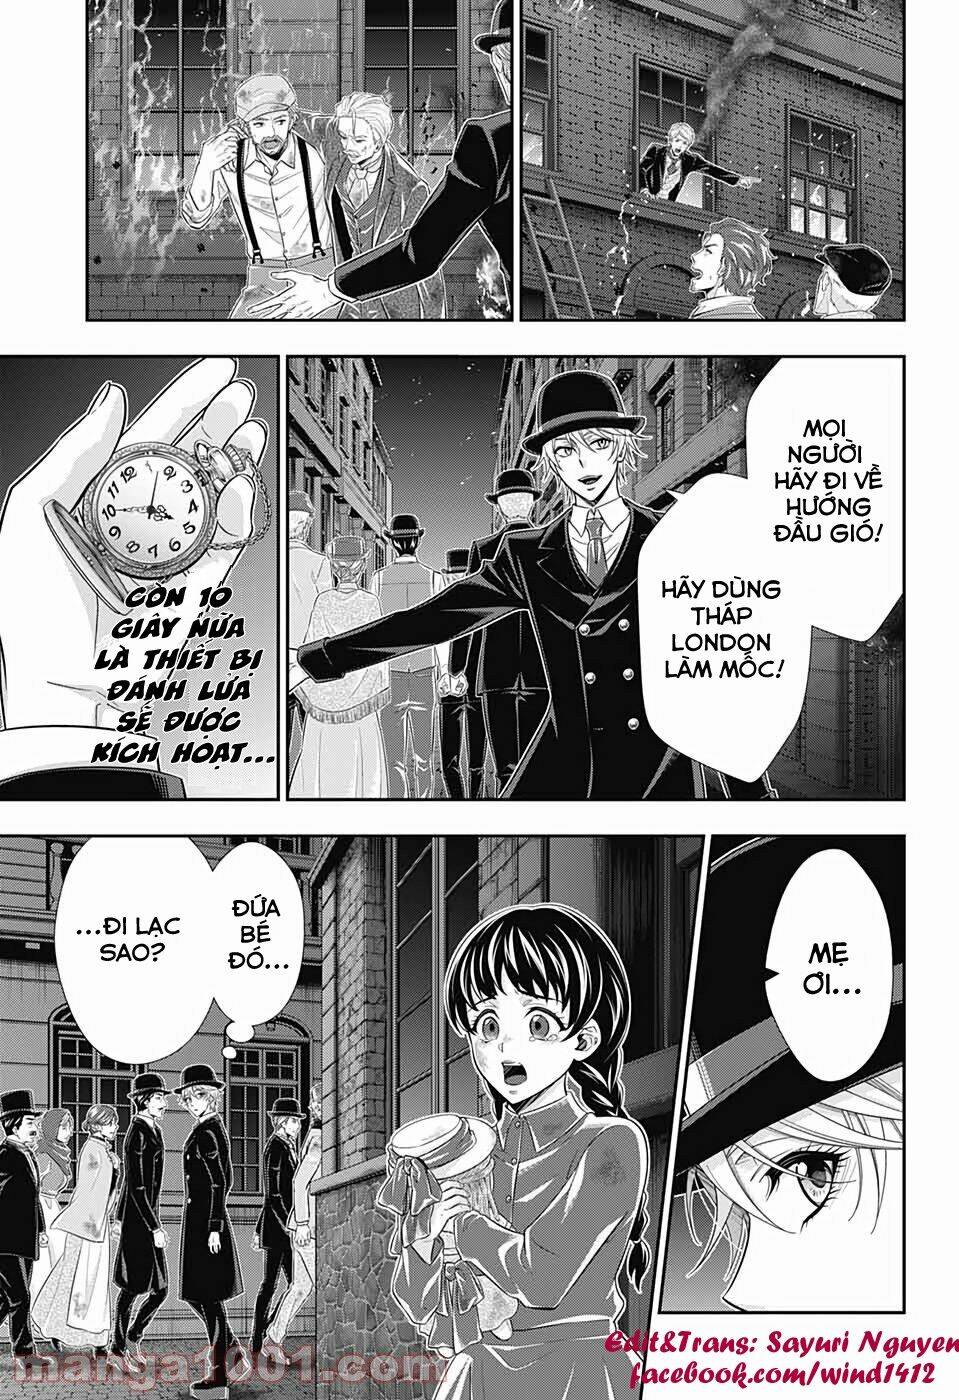 MỌI
NGƯỜI
HÃY ĐI VỀ
HƯỚNG
ĐẦU GIÓ!
HÃY DÙNG
THÁP
LONDON
LÀM MỐC!
CÒN 10
GIÂY NỮA
LÀ THIẾT BỊ
ĐÁNH LỬA
SẼ ĐƯỢC
KÍCH HOẠT...
MẸ
ƠI...
ĐỨA
BÉ
ĐÓ...
...ĐI LẠC
SAO?
manga1001.com
Edit&Trans: Sayuri Nguyen
facebook.com/wind1412